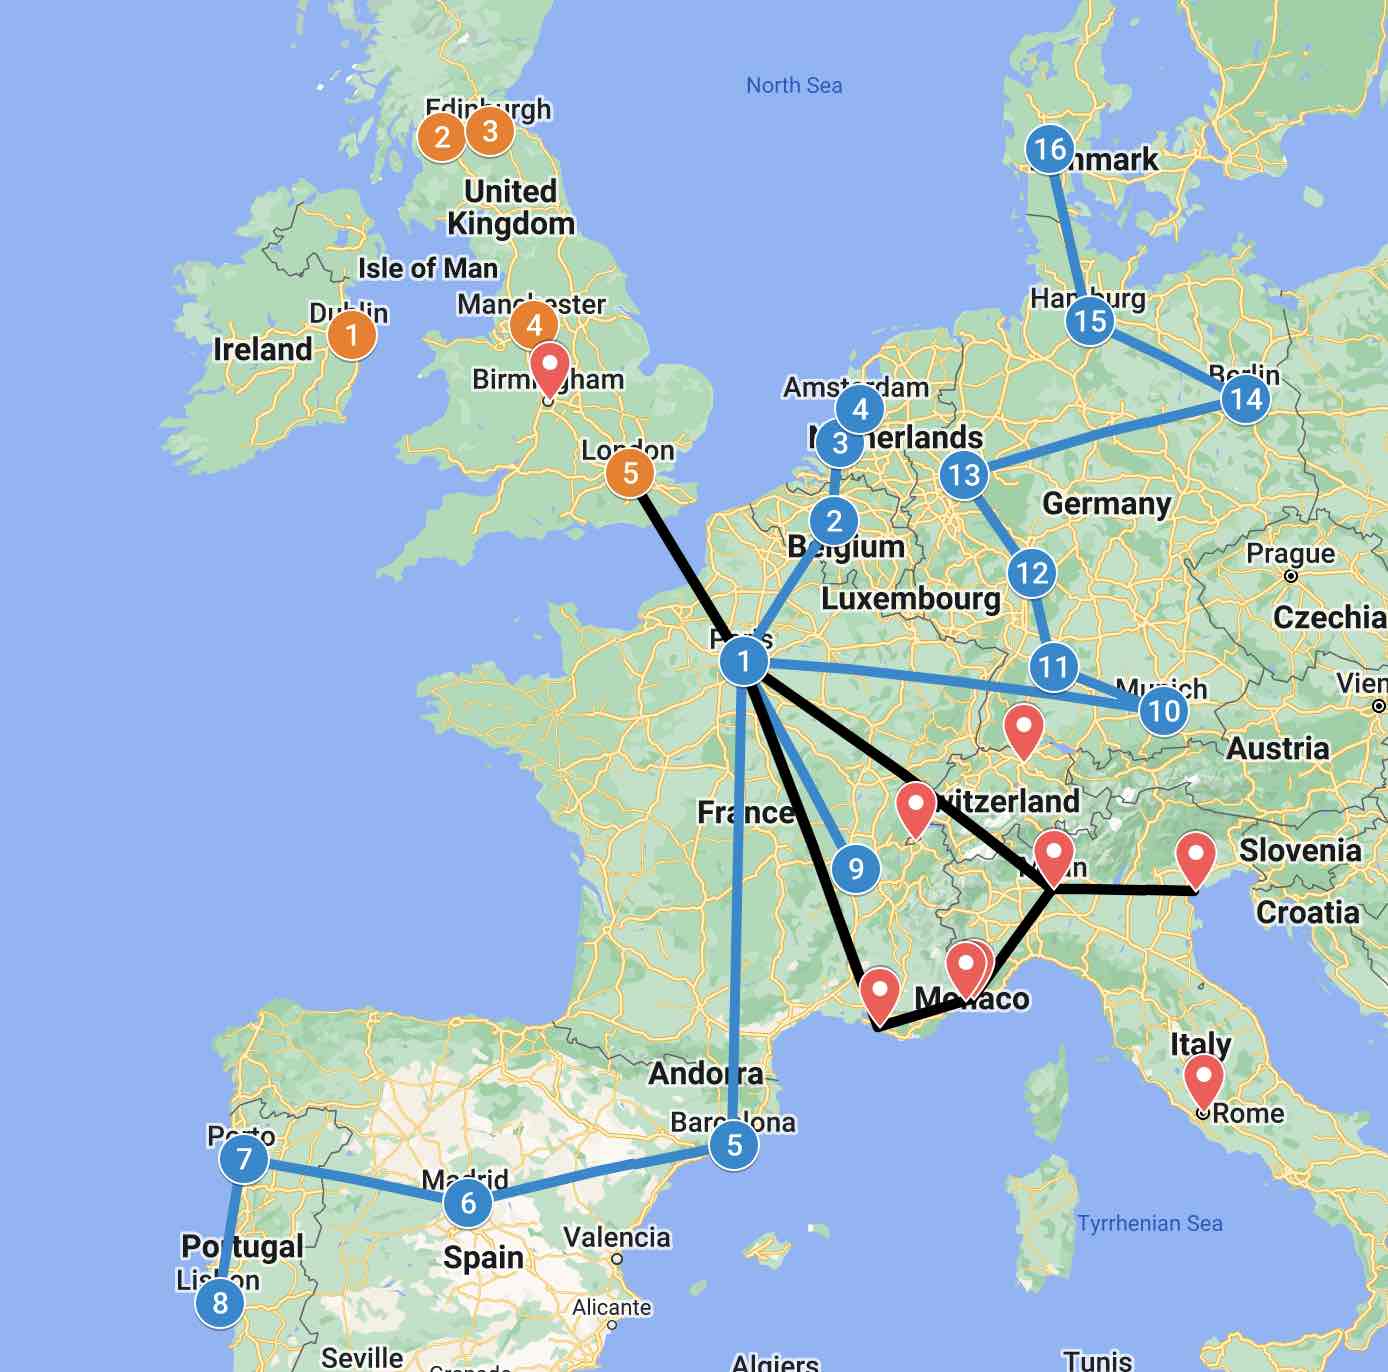 North Sea
Edinburgh
2
3
16
Denmark
United
Kingdom
Isle of Man
Hamburg
15
Manchester
4
Dublin
1
Ireland
Birmingham
Amsterdam
4
Berlin
14
3
Netherlands
London
5
13
Germany
2
Belgium
Prague
12
Luxembourg
Czechia
Paris
1
11
Munich
10
Vien
Austria
France
Switzerland
Milan
Slovenia
9
Croatia
Monaco
Italy
Andorra
Rome
Barcelona
5
Porto
7
Madrid
6
Tyrrhenian Sea
Valencia
Portugal
Spain
Lisbon
8
Alicante
Seville
Algiers
Tunis